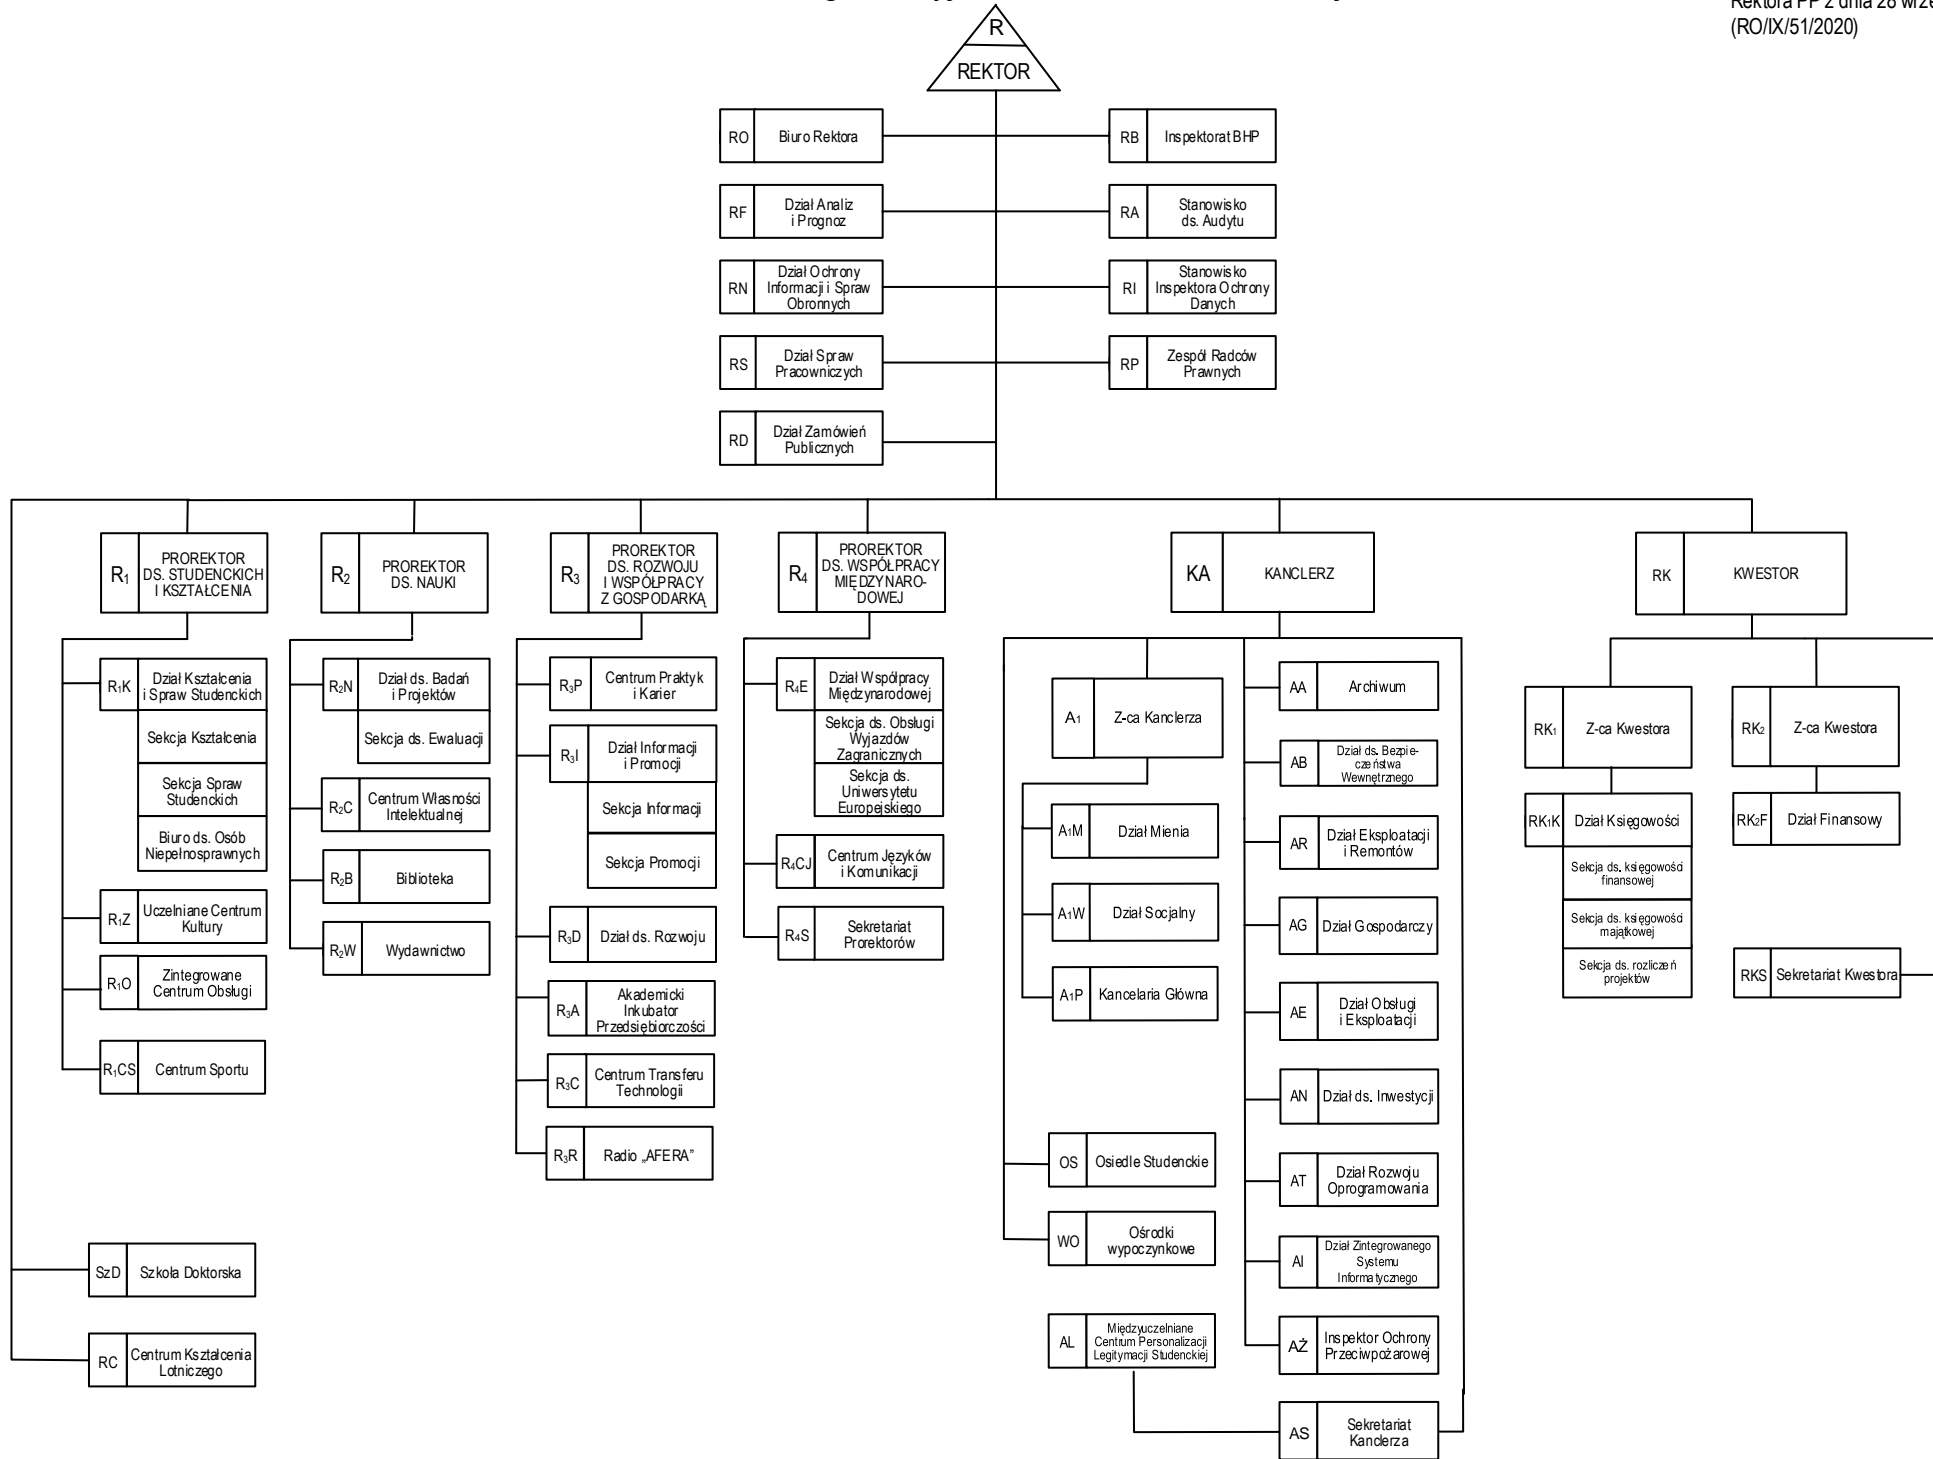 Rektora PP z dnia 28
(RO/IX/51/2020)
R
REKTOR
RO
Biuro Rektora
RB
Inspektorat BHP
RF
Dział Analiz
i Prognoz
RA
Stanowisko
ds. Audytu
RN
Dział Ochrony
Informacji i Spraw
Obronnych
RI
Stanowisko
Inspektora Ochrony
Danych
RS
Dział Spraw
Pracowniczych
RP
Zespół Radców
Prawnych
RD
Dział Zamówień
Publicznych
R1
PROREKTOR
DS. STUDENCKICH
I KSZTAŁCENIA
R2
PROREKTOR
DS. NAUKI
R3
PROREKTOR
DS. ROZWOJU
I WSPÓŁPRACY
Z GOSPODARKĄ
R4
PROREKTOR
DS. WSPÓŁPRACY
MIĘDZYNARO-
DOWEJ
KA
KANCLERZ
RK
KWESTOR
R1K
Dział Kształcenia
i Spraw Studenckich
Sekcja Kształcenia
Sekcja Spraw
Studenckich
Biuro ds. Osób
Niepełnosprawnych
R1Z
Uczelniane Centrum
Kultury
R1O
Zintegrowane
Centrum Obsługi
R1CS
Centrum Sportu
SzD
Szkoła Doktorska
RC
Centrum Kształcenia
Lotniczego
R2N
Dział ds. Badań
i Projektów
Sekcja ds. Ewaluacji
R2C
Centrum Własności
Intelektualnej
R2B
Biblioteka
R2W
Wydawnictwo
R3P
Centrum Praktyk
i Karier
R3I
Dział Informacji
i Promocji
Sekcja Informacji
Sekcja Promocji
R3D
Dział ds. Rozwoju
R3A
Akademicki
Inkubator
Przedsiębiorczości
R3C
Centrum Transferu
Technologii
R3R
Radio „AFERA”
R4E
Dział Współpracy
Międzynarodowej
Sekcja ds. Obsługi
Wyjazdów
Zagranicznych
Sekcja ds.
Uniwersytetu
Europejskiego
R4CJ
Centrum Języków
i Komunikacji
R4S
Sekretariat
Prorektorów
A1
Z-ca Kanclerza
A1M
Dział Mienia
A1W
Dział Socjalny
A1P
Kancelaria Główna
OS
Osiedle Studenckie
WO
Ośrodki
wypoczynkowe
AL
Międzyuczelniane
Centrum Personalizacji
Legitymacji Studenckiej
AA
Archiwum
AB
Dział ds. Bezpie-
czeństwa
Wewnętrznego
AR
Dział Eksploatacji
i Remontów
AG
Dział Gospodarczy
AE
Dział Obsługi
i Eksploatacji
AN
Dział ds. Inwestycji
AT
Dział Rozwoju
Oprogramowania
AI
Dział Zintegrowanego
Systemu
Informatycznego
AŻ
Inspektor Ochrony
Przeciwpożarowej
AS
Sekretariat
Kanclerza
RK1
Z-ca Kwestora
RK2
Z-ca Kwestora
RK1K
Dział Księgowości
Sekcja ds. księgowości
finansowej
Sekcja ds. księgowości
majątkowej
Sekcja ds. rozliczeń
projektów
RK2F
Dział Finansowy
RKS
Sekretariat Kwestora